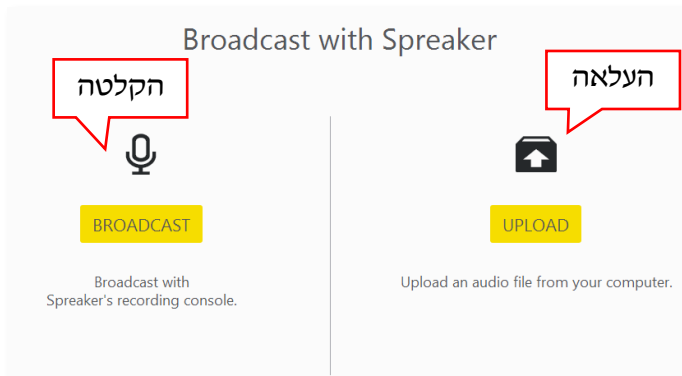 Broadcast with Spreaker
הקלטה
העלאה
BROADCAST
UPLOAD
Broadcast with
Spreaker's recording console.
Upload an audio file from your computer.